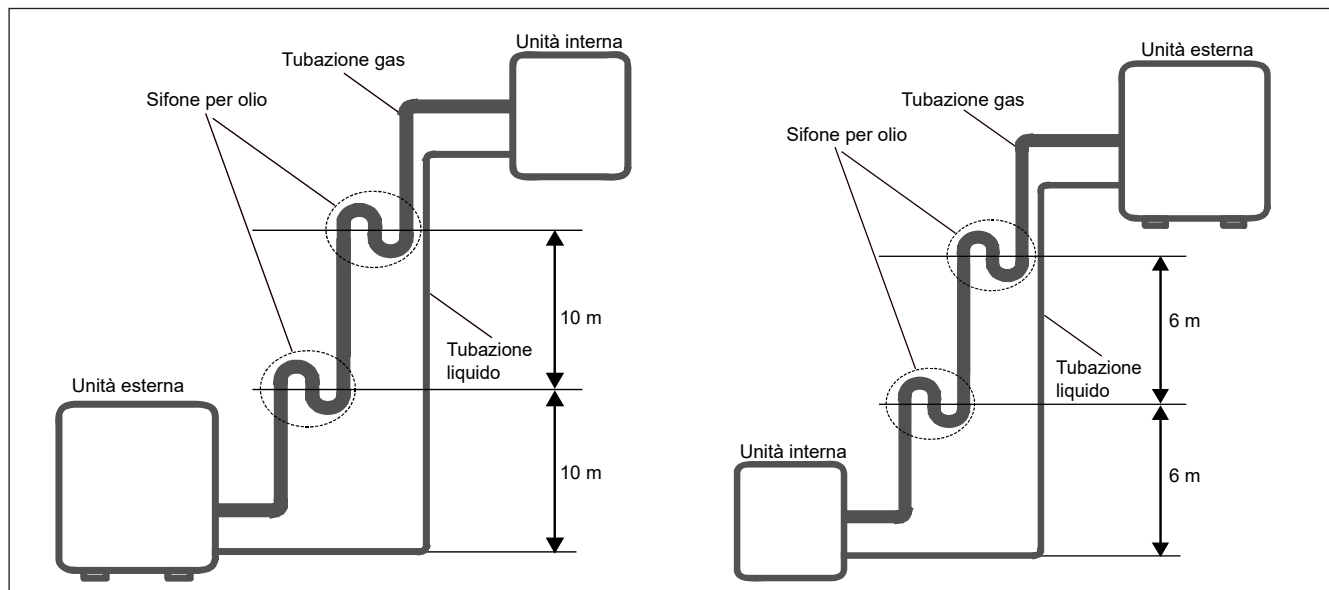 Unità interna
Tubazione gas
Sifone per olio
10 m
Tubazione
liquido
Unità esterna
10 m
Unità esterna
Tubazione gas
Sifone per olio
6 m
Tubazione
liquido
Unità interna
6 m